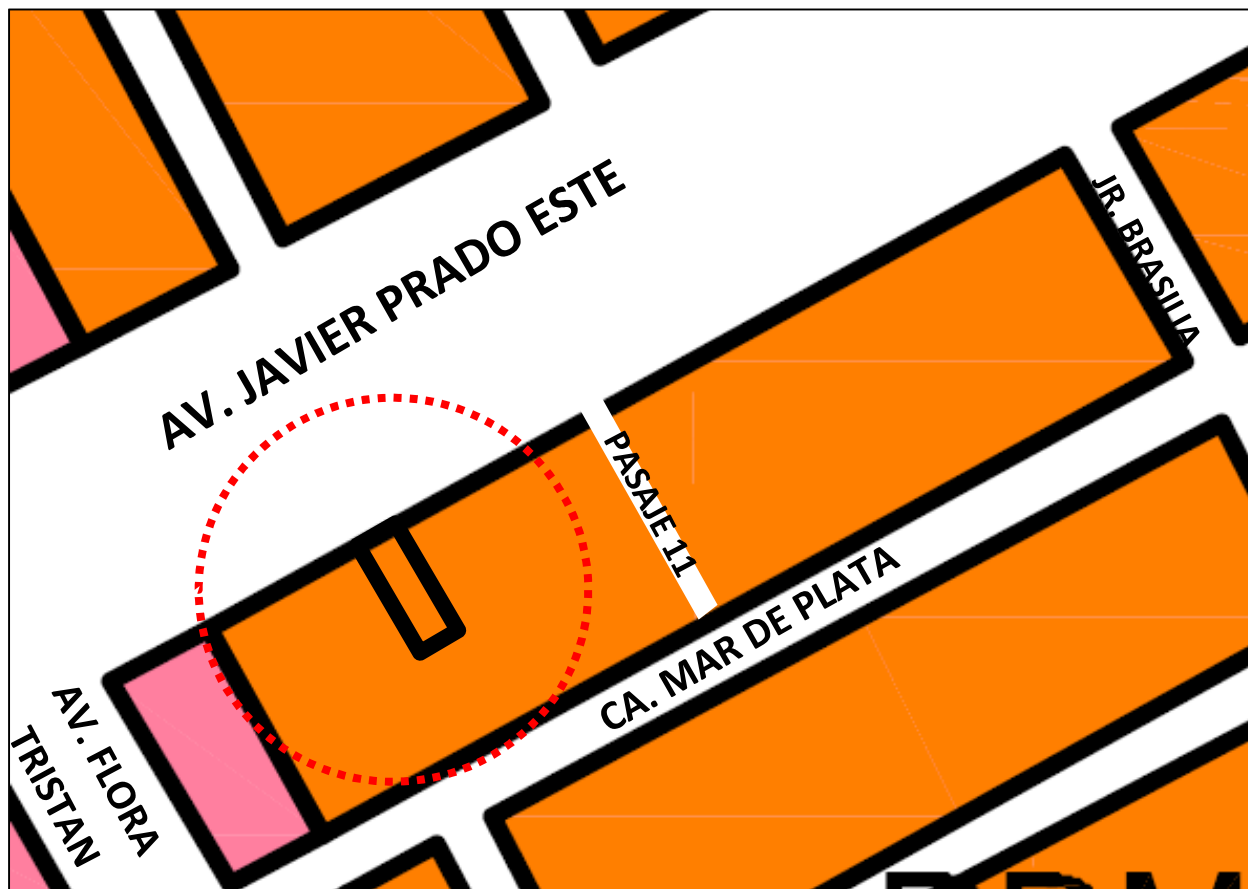 AV. JAVIER PRADO ESTE
JR. BRASILIA
PASAJE 11
CA. MAR DE PLATA
AV. FLORA
TRISTAN